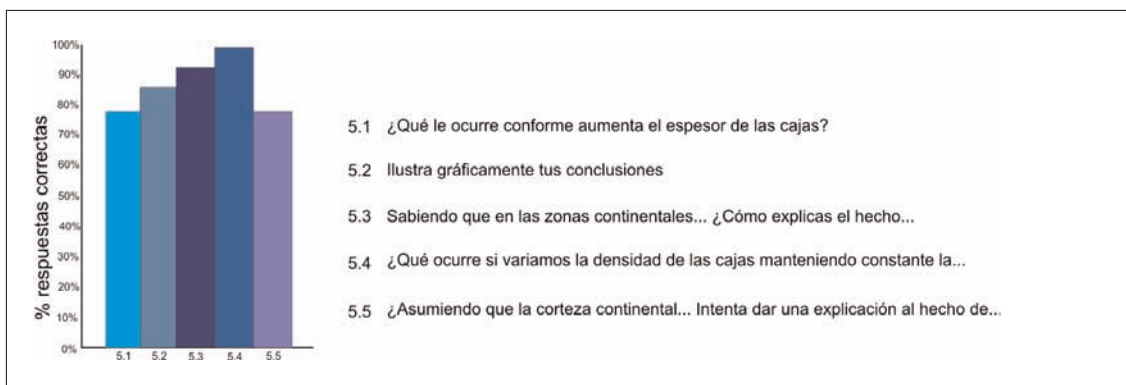 % respuestas correctas
100%
90%
80%
70%
60%
50%
40%
30%
20%
10%
0%
5.1 5.2 5.3 5.4 5.5
5.1 ¿Qué le ocurre conforme aumenta el espesor de las cajas?
5.2 Ilustra gráficamente tus conclusiones
5.3 Sabiendo que en las zonas continentales... ¿Cómo explicas el hecho...
5.4 ¿Qué ocurre si variamos la densidad de las cajas manteniendo constante la...
5.5 ¿Asumiendo que la corteza continental... Intenta dar una explicación al hecho de...